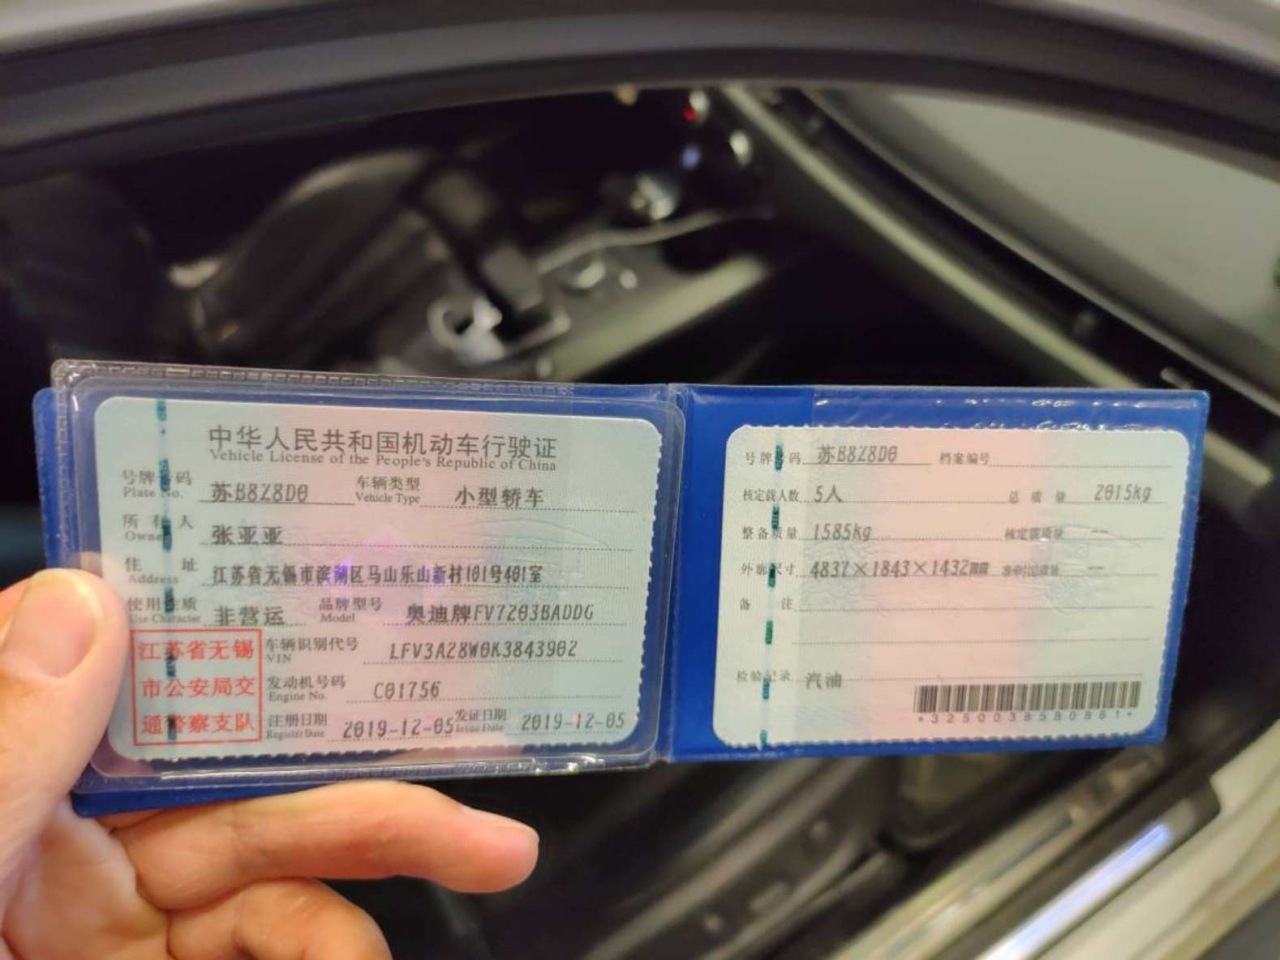 中华人民共和国机动车行驶证
Vehicle License of the People's Republic of China
号牌号码 苏B8Z8D0 车辆类型 小型轿车
Plate No. Vehicle Type
所有人 张亚亚
Owner
住址 江苏省无锡市滨湖区马山乐山新村101号401室
Address
使用性质 非营运 品牌型号 奥迪牌FV7203BADDG
Use Character Model
江苏省无锡
市公安局交
通警察支队
车辆识别代号 LFV3A28W0K3843902
VIN
发动机号码 C01756
Engine No.
注册日期 2019-12-05 发证日期 2019-12-05
Register Date Issue Date
号牌号码 苏B8Z8D0 档案编号
核定载人数 5人 总质量 2015kg
整备质量 1585kg 核定载质量 --
外廓尺寸 4837×1843×1432mm 准牵引总质量 --
备注
检验记录 汽油